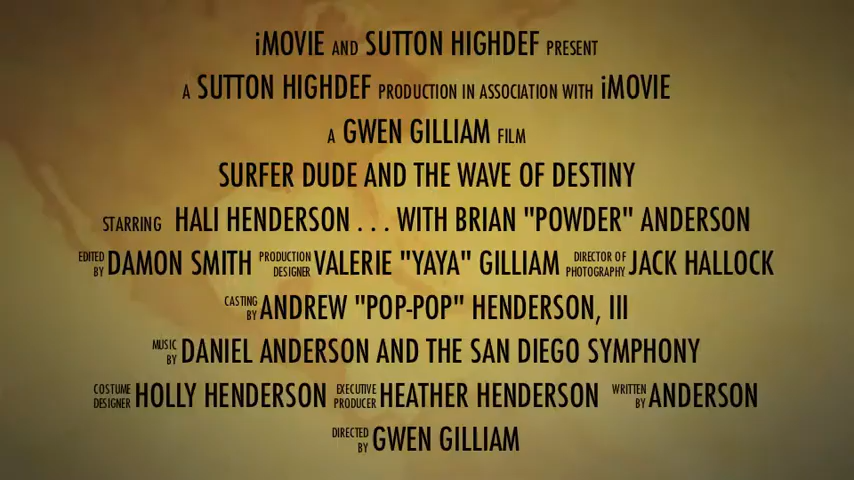 iMOVIE AND SUTTON HIGHDEF PRESENT
A SUTTON HIGHDEF PRODUCTION IN ASSOCIATION WITH iMOVIE
A GWEN GILLIAM FILM
SURFER DUDE AND THE WAVE OF DESTINY
STARRING HALI HENDERSON . . . WITH BRIAN "POWDER" ANDERSON
EDITED BY DAMON SMITH PRODUCTION DESIGNER VALERIE "YAYA" GILLIAM DIRECTOR OF PHOTOGRAPHY JACK HALLOCK
CASTING BY ANDREW "POP-POP" HENDERSON, III
MUSIC BY DANIEL ANDERSON AND THE SAN DIEGO SYMPHONY
COSTUME DESIGNER HOLLY HENDERSON EXECUTIVE PRODUCER HEATHER HENDERSON WRITTEN BY ANDERSON
DIRECTED BY GWEN GILLIAM